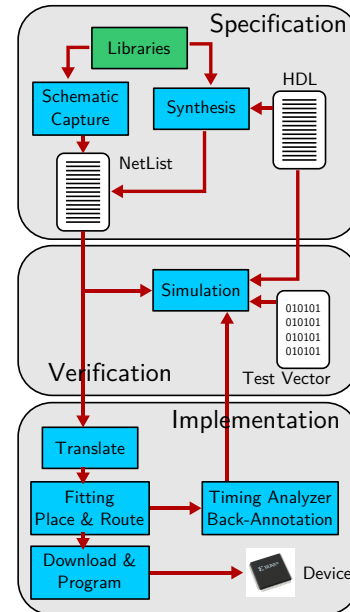 Specification
Libraries
HDL
Schematic
Capture
Synthesis
NetList
Simulation
010101
010101
010101
010101
Verification
Test Vector
Implementation
Translate
Fitting
Place & Route
Timing Analyzer
Back-Annotation
Download &
Program
Device